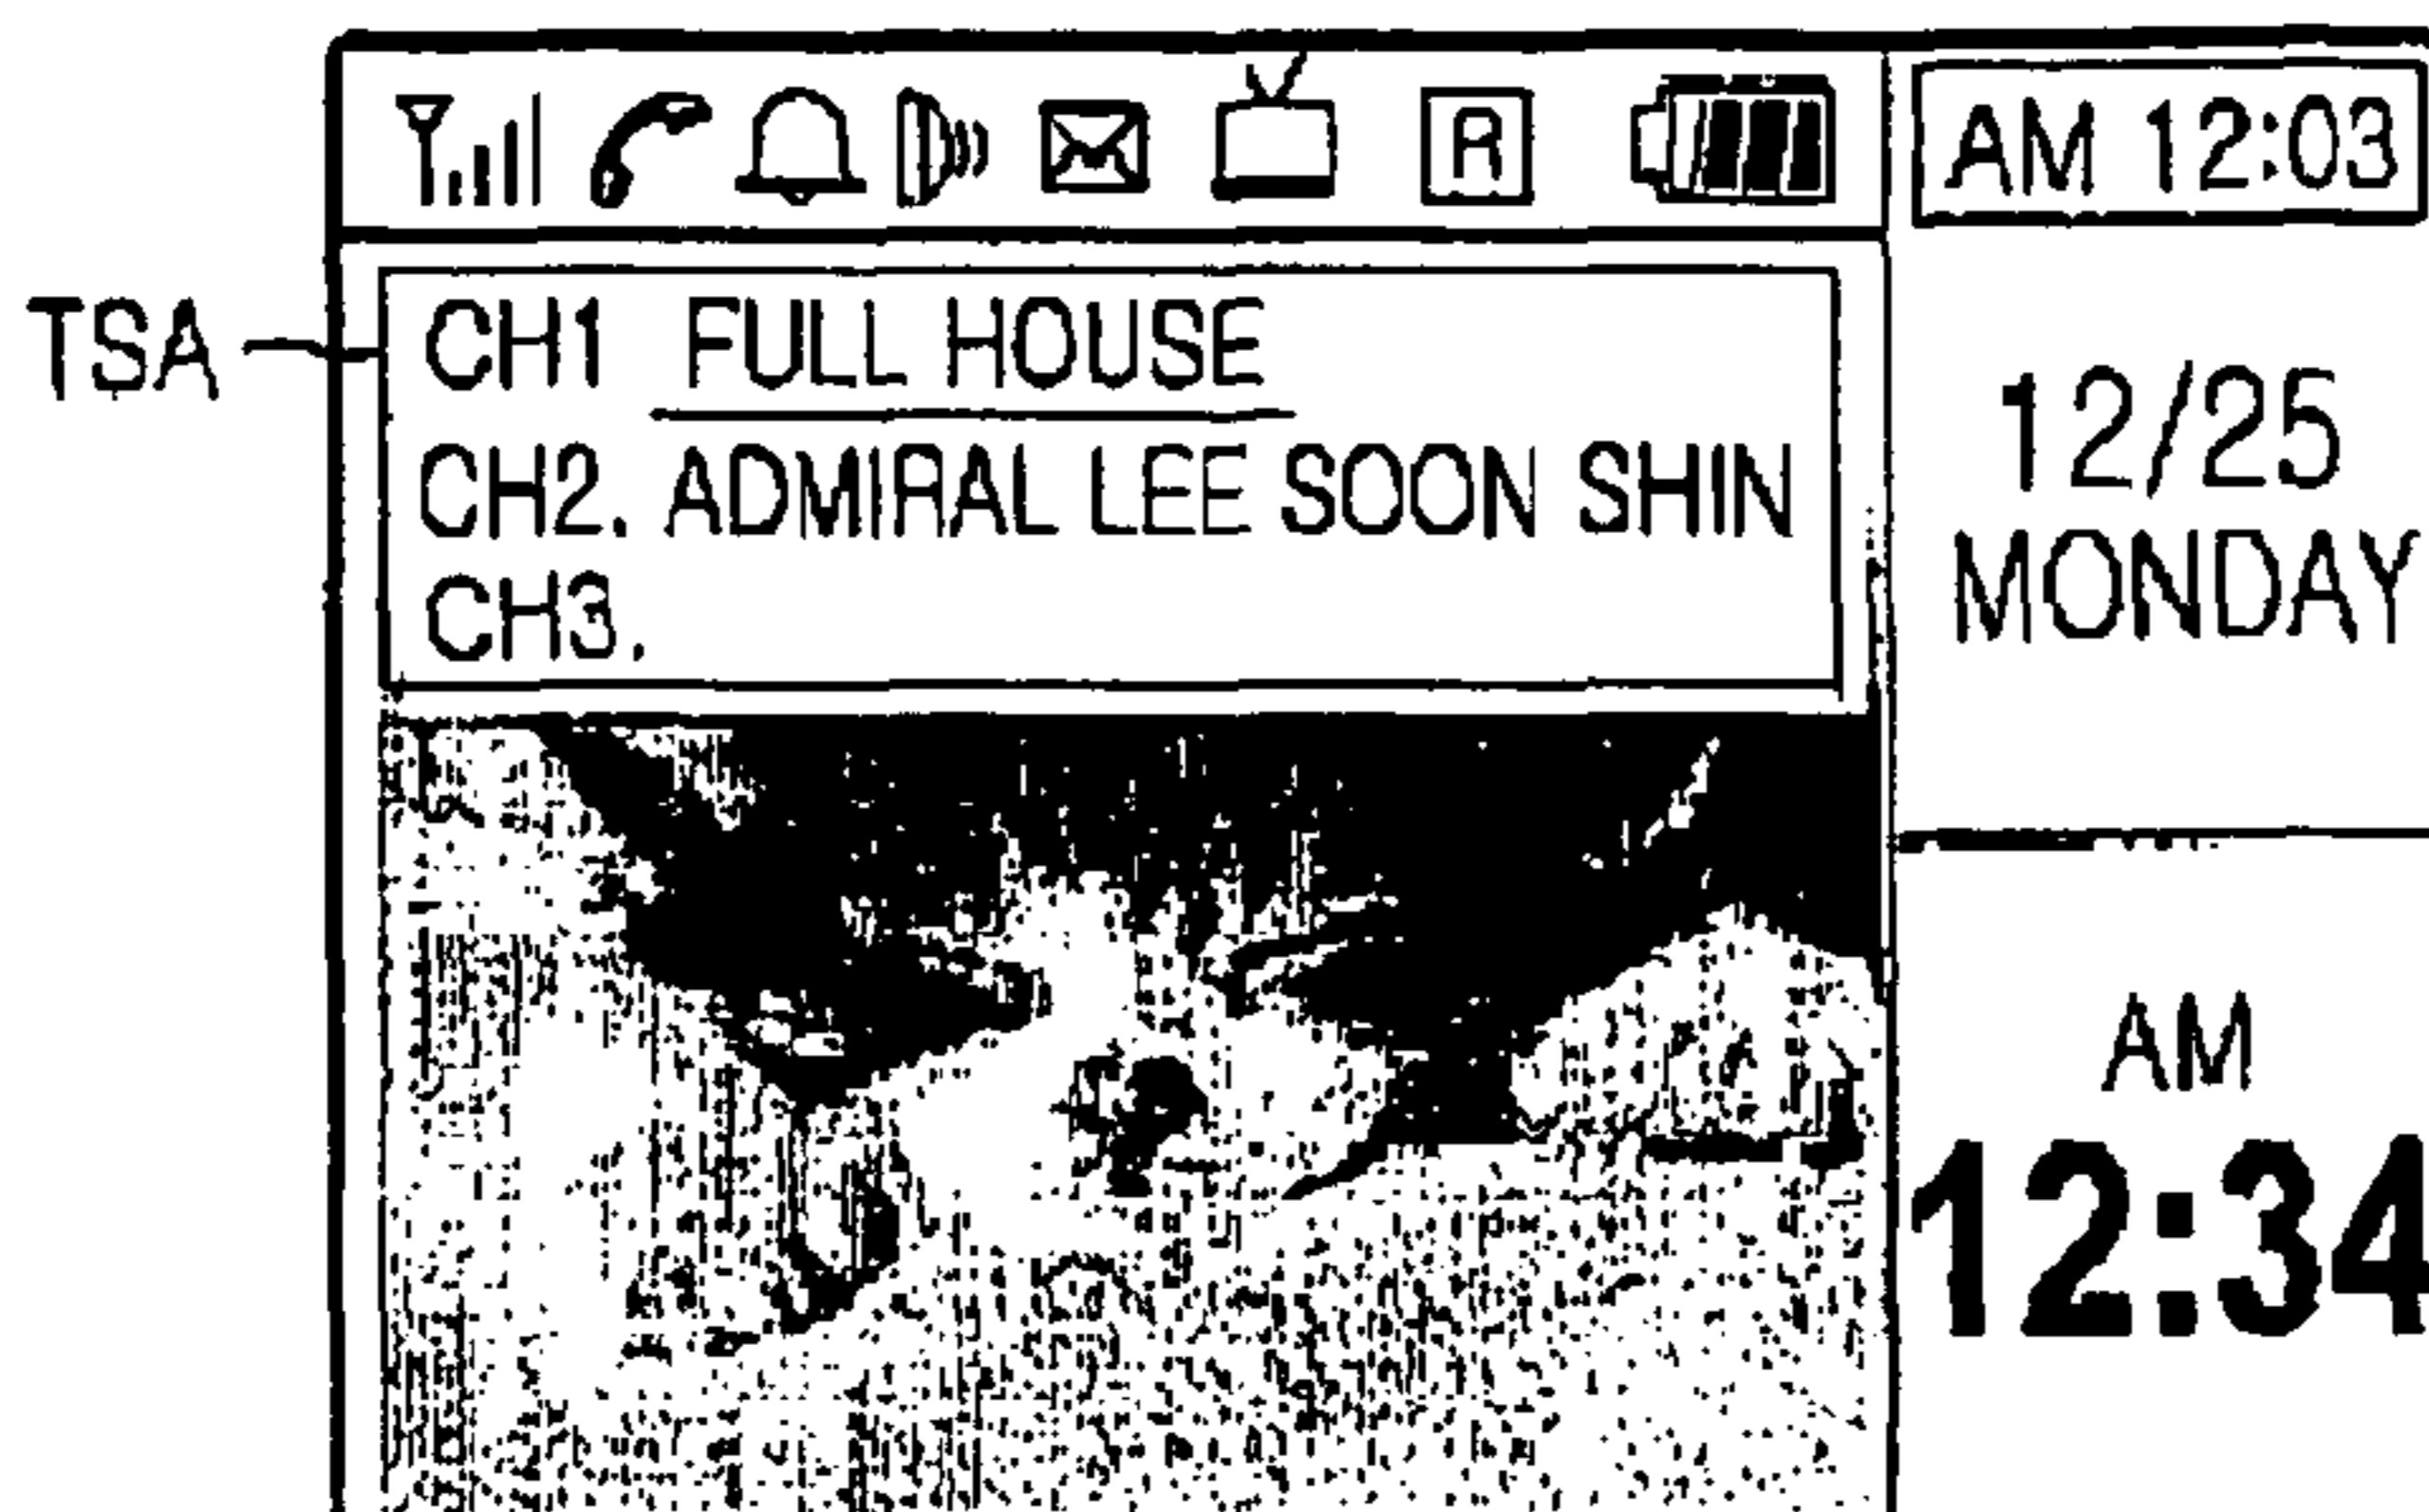 R
AM 12:03
TSA
CH1 FULL HOUSE
CH2. ADMIRAL LEE SOON SHIN
CH3.
12/25
MONDAY
AM
12:34